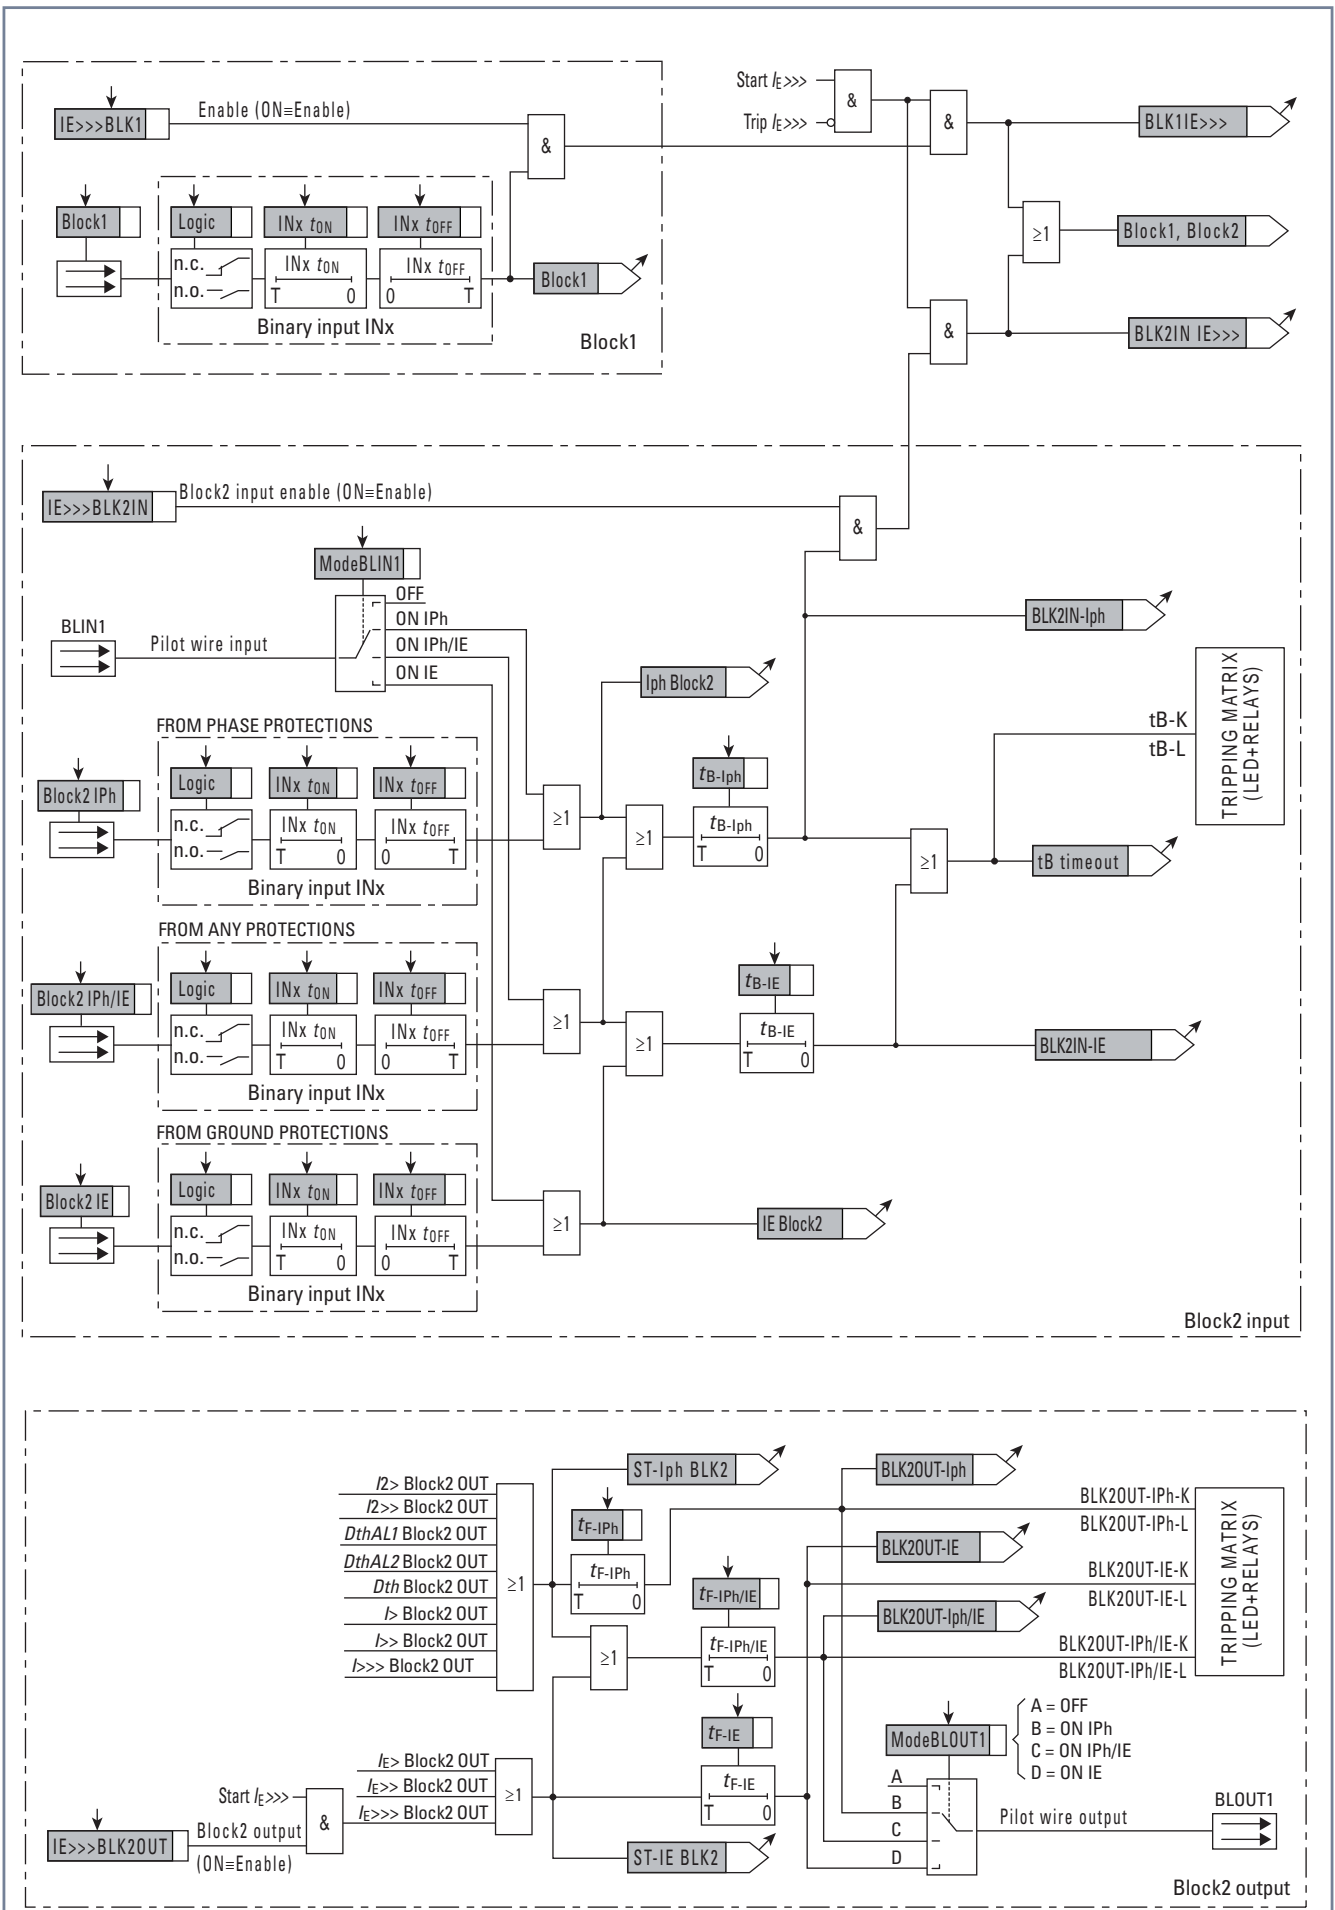 Start IE>>>
Trip IE>>>
&
&
BLK1IE>>>
IE>>>BLK1
Enable (ON≡Enable)
&
Block1
Logic
INx tON
INx tOFF
n.c.
n.o.
INx tON
T 0
INx tOFF
0 T
Binary input INx
Block1
Block1
≥1
Block1, Block2
&
BLK2IN IE>>>
IE>>>BLK2IN
Block2 input enable (ON≡Enable)
&
ModeBLIN1
OFF
ON IPh
ON IPh/IE
ON IE
BLIN1
Pilot wire input
BLK2IN-Iph
Iph Block2
TRIPPING MATRIX
(LED+RELAYS)
tB-K
tB-L
FROM PHASE PROTECTIONS
Block2 IPh
Logic
INx tON
INx tOFF
n.c.
n.o.
INx tON
T 0
INx tOFF
0 T
Binary input INx
≥1
≥1
tB-Iph
tB-Iph
T 0
≥1
tB timeout
FROM ANY PROTECTIONS
Block2 IPh/IE
Logic
INx tON
INx tOFF
n.c.
n.o.
INx tON
T 0
INx tOFF
0 T
Binary input INx
≥1
≥1
tB-IE
tB-IE
T 0
BLK2IN-IE
FROM GROUND PROTECTIONS
Block2 IE
Logic
INx tON
INx tOFF
n.c.
n.o.
INx tON
T 0
INx tOFF
0 T
Binary input INx
≥1
IE Block2
Block2 input
I2> Block2 OUT
I2>> Block2 OUT
DthAL1 Block2 OUT
DthAL2 Block2 OUT
Dth Block2 OUT
I> Block2 OUT
I>> Block2 OUT
I>>> Block2 OUT
≥1
ST-Iph BLK2
tF-IPh
tF-IPh
T 0
≥1
tF-IPh/IE
tF-IPh/IE
T 0
BLK2OUT-Iph
BLK2OUT-IE
BLK2OUT-Iph/IE
BLK2OUT-IPh-K
BLK2OUT-IPh-L
BLK2OUT-IE-K
BLK2OUT-IE-L
BLK2OUT-IPh/IE-K
BLK2OUT-IPh/IE-L
TRIPPING MATRIX
(LED+RELAYS)
IE> Block2 OUT
IE>> Block2 OUT
IE>>> Block2 OUT
≥1
Start IE>>>
&
IE>>>BLK2OUT
Block2 output
(ON≡Enable)
tF-IE
tF-IE
T 0
ST-IE BLK2
ModeBLOUT1
A = OFF
B = ON IPh
C = ON IPh/IE
D = ON IE
A
B
C
D
Pilot wire output
BLOUT1
Block2 output